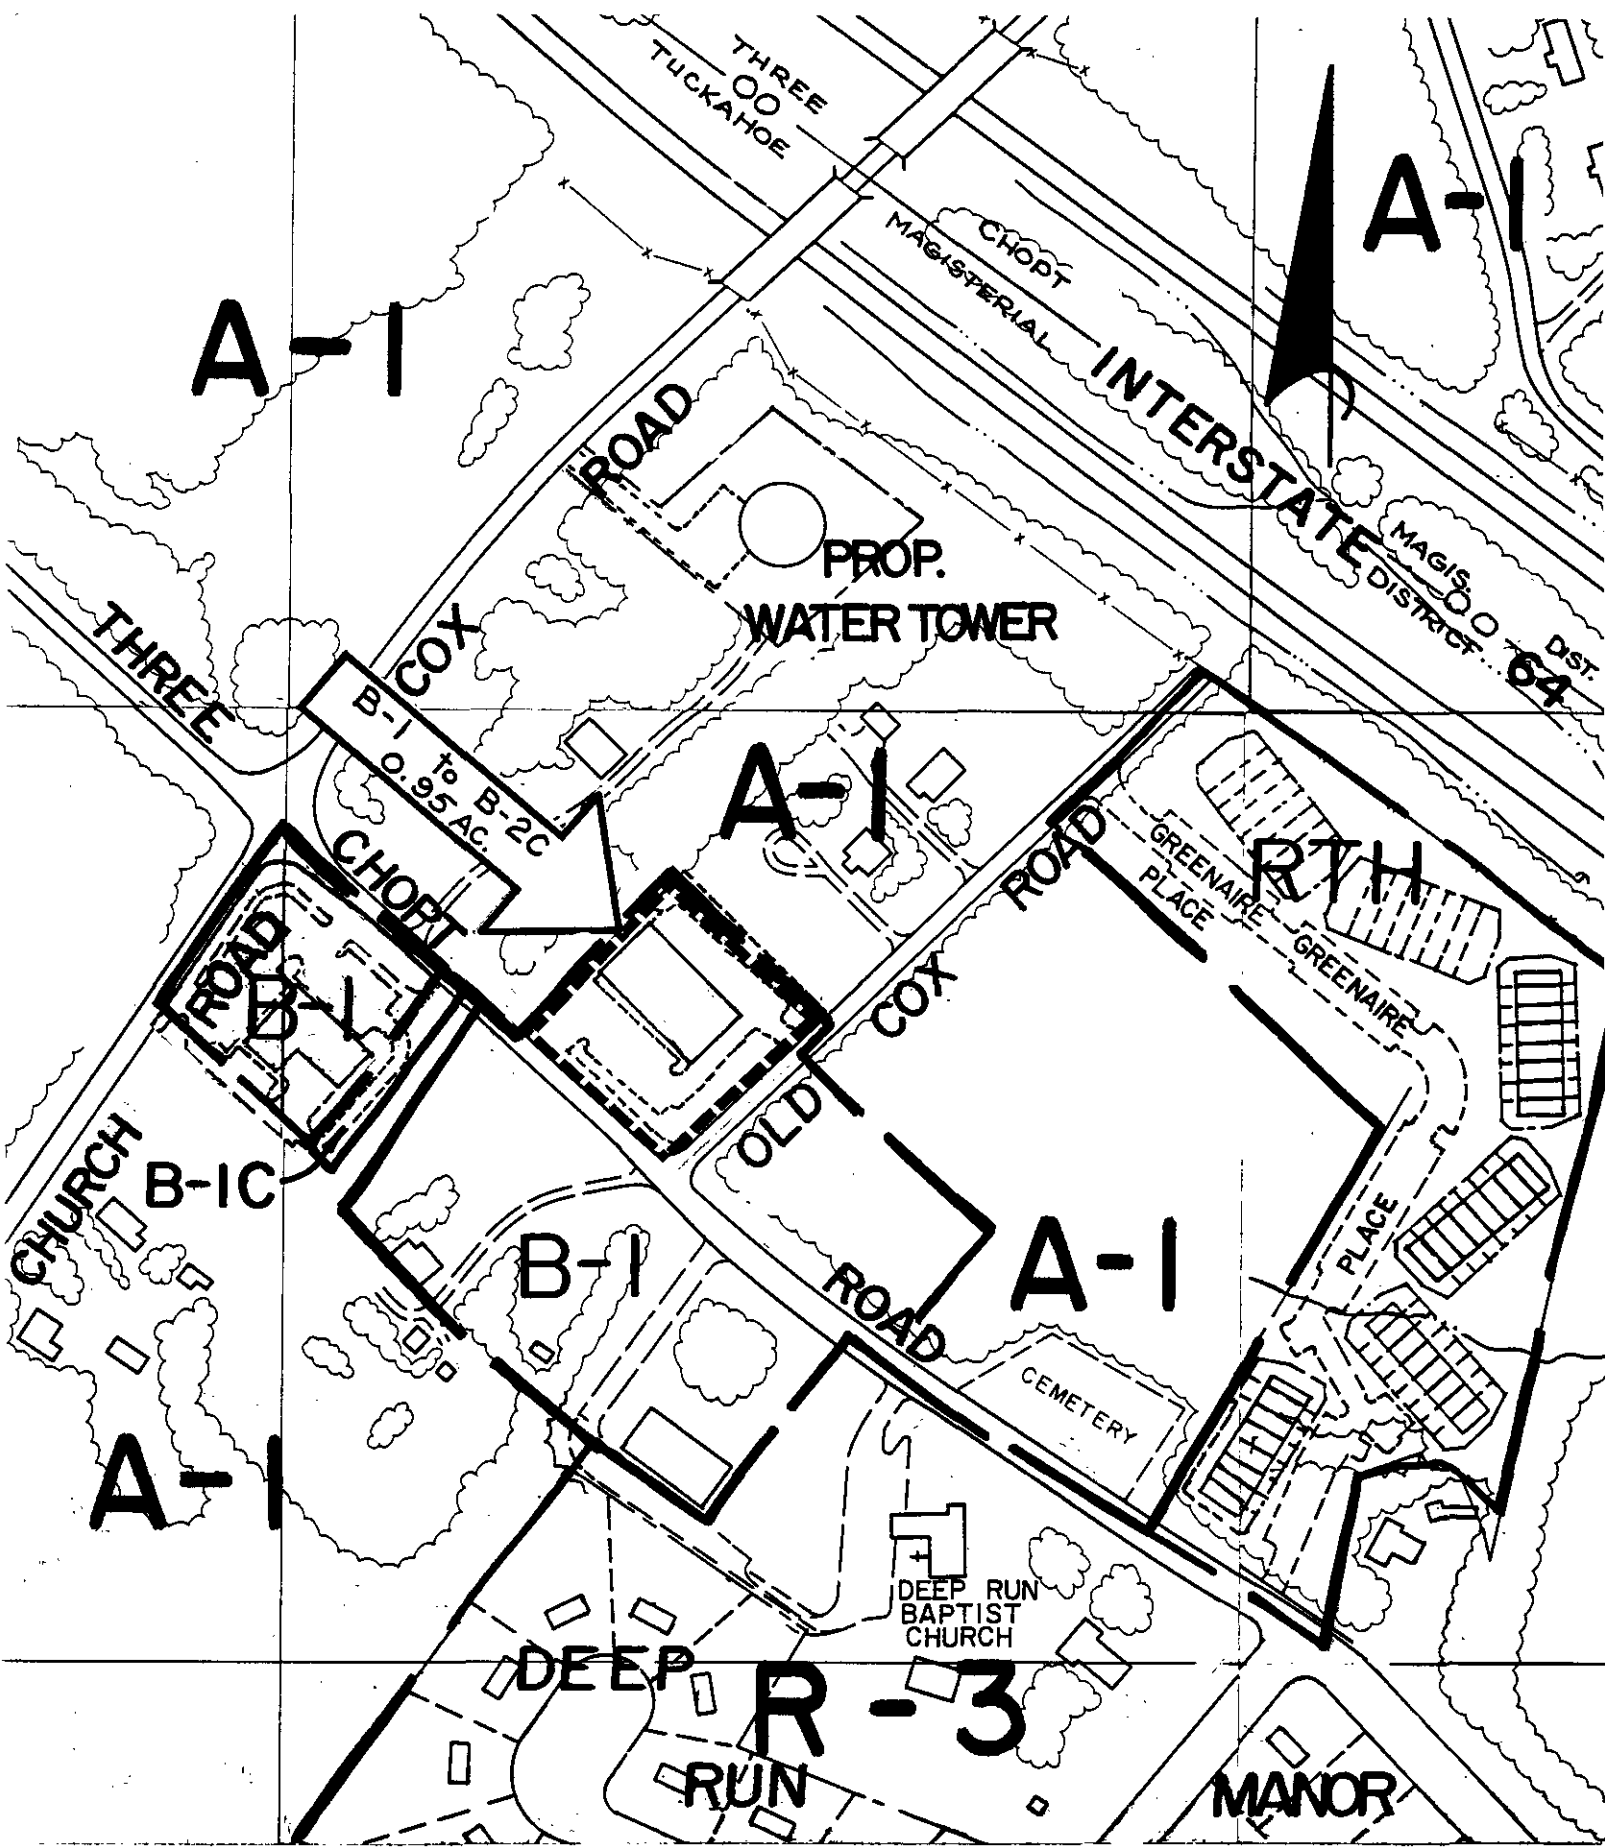 THREE
OO
TUCKAHOE
A-1
CHOPT
MAGISTERIAL
A-1
INTERSTATE
ROAD
MAGIS.
OO
DISTRICT
DIST.
64
PROP.
WATER TOWER
THREE
COX
B-1
to
B-2C
0.95 AC.
A-1
CHOPT
ROAD
GREENAIRE
PLACE
RTH
GREENAIRE
ROAD
B-1
COX
OLD
CHURCH
B-1C
PLACE
B-1
A-1
ROAD
CEMETERY
A-1
DEEP RUN
BAPTIST
CHURCH
DEEP
R-3
RUN
MANOR